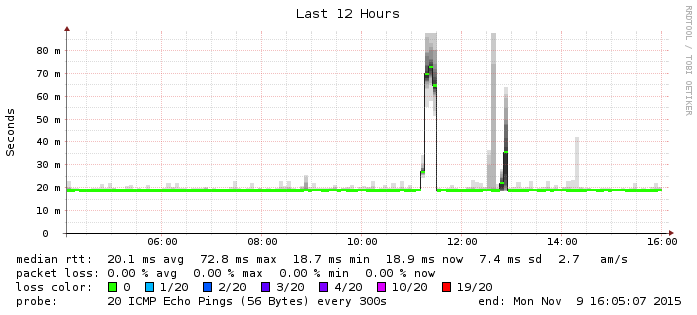 Last 12 Hours
RRDTOOL / TOBI OETIKER
Seconds
80 m
70 m
60 m
50 m
40 m
30 m
20 m
10 m
0
06:00 08:00 10:00 12:00 14:00 16:00
median rtt: 20.1 ms avg 72.8 ms max 18.7 ms min 18.9 ms now 7.4 ms sd 2.7 am/s
packet loss: 0.00 % avg 0.00 % max 0.00 % min 0.00 % now
loss color: 0 1/20 2/20 3/20 4/20 10/20 19/20
probe: 20 ICMP Echo Pings (56 Bytes) every 300s end: Mon Nov 9 16:05:07 2015